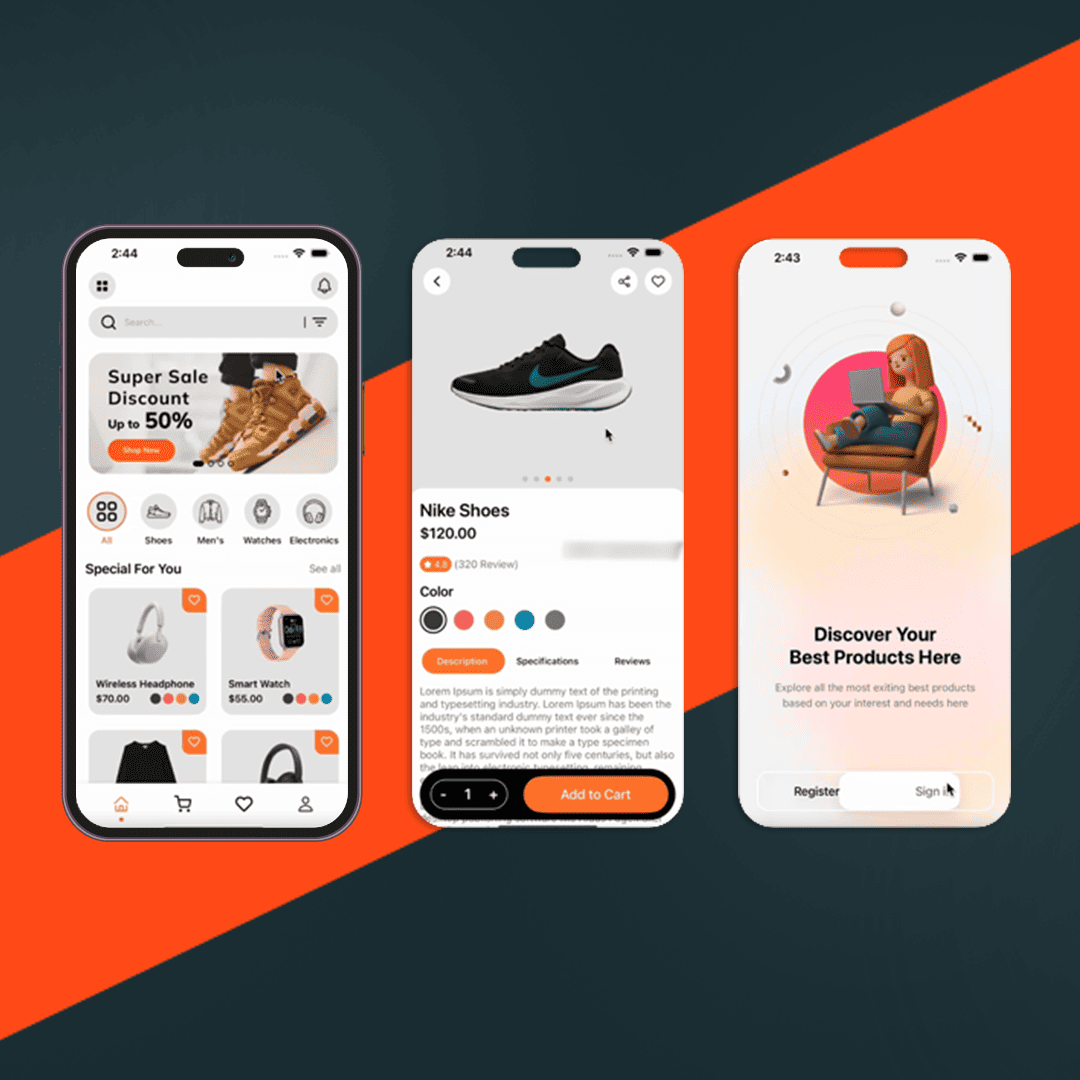 2:44
Search...
Super Sale
Discount
Up to 50%
Shop Now
All
Shoes
Men's
Watches
Electronics
Special For You
See all
Wireless Headphone
$70.00
Smart Watch
$55.00
2:44
Nike Shoes
$120.00
4.8
(320 Review)
Color
Description
Specifications
Reviews
Lorem Ipsum is simply dummy text of the printing
and typesetting industry. Lorem Ipsum has been the
industry's standard dummy text ever since the
1500s, when an unknown printer took a galley of
type and scrambled it to make a type specimen
book. It has survived not only five centuries, but also
the leap into electronic typesetting, remaining
- 1 +
Add to Cart
2:43
Discover Your
Best Products Here
Explore all the most exiting best products
based on your interest and needs here
Register
Sign